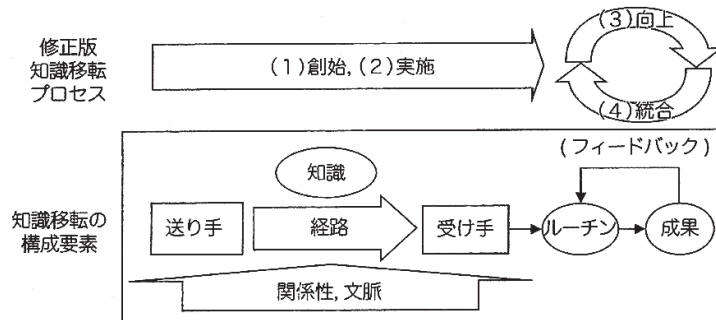 修正版
知識移転
プロセス
(1)創始,(2)実施
(3)向上
(4)統合
知識移転の
構成要素
(フィードバック)
知識
送り手
経路
受け手
ルーチン
成果
関係性,文脈